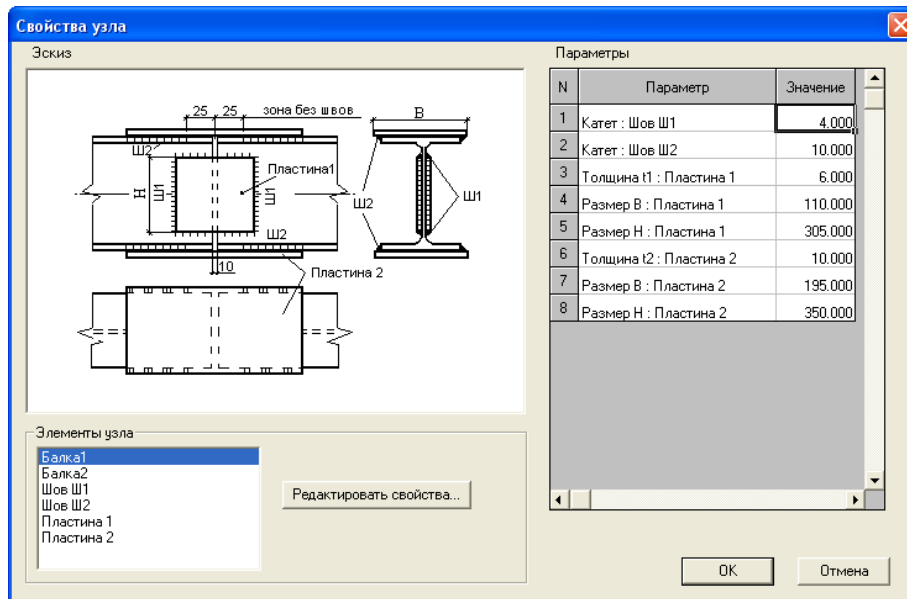 Свойства узла
Эскиз
25 25 зона без швов
B
Ш2
Пластина1
H
Ш1
Ш1
Ш2
Ш1
Ш2
10
Пластина 2
Элементы узла
Балка1
Балка2
Шов Ш1
Шов Ш2
Пластина 1
Пластина 2
Редактировать свойства...
Параметры
N Параметр Значение
1 Катет : Шов Ш1 4.000
2 Катет : Шов Ш2 10.000
3 Толщина t1 : Пластина 1 6.000
4 Размер B : Пластина 1 110.000
5 Размер H : Пластина 1 305.000
6 Толщина t2 : Пластина 2 10.000
7 Размер B : Пластина 2 195.000
8 Размер H : Пластина 2 350.000
OK Отмена